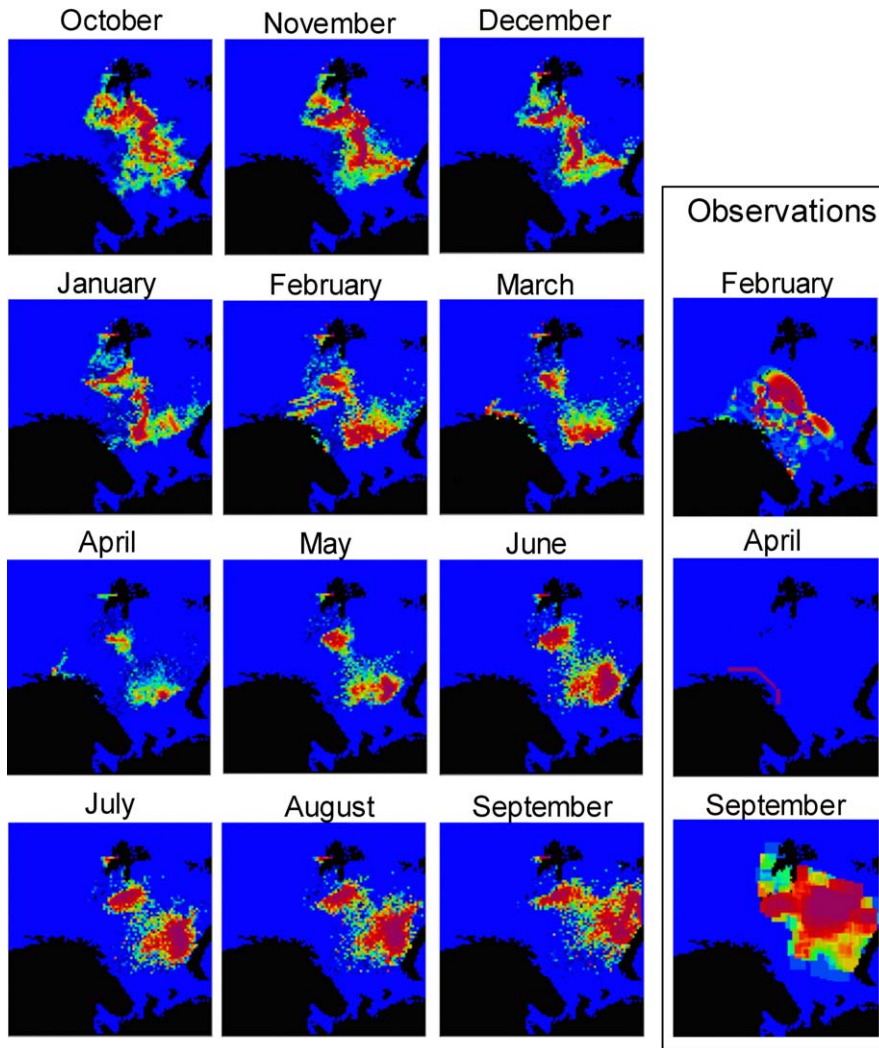 October
November
December
Observations
January
February
March
February
April
May
June
April
July
August
September
September